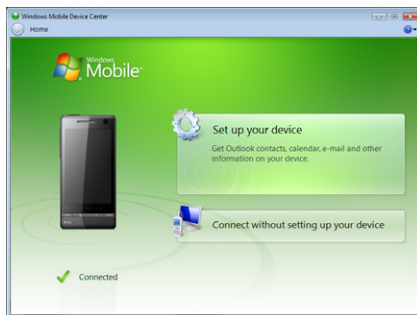 Windows Mobile Device Center
Home
Windows
Mobile
Set up your device
Get Outlook contacts, calendar, e-mail and other
information on your device.
Connect without setting up your device
Connected